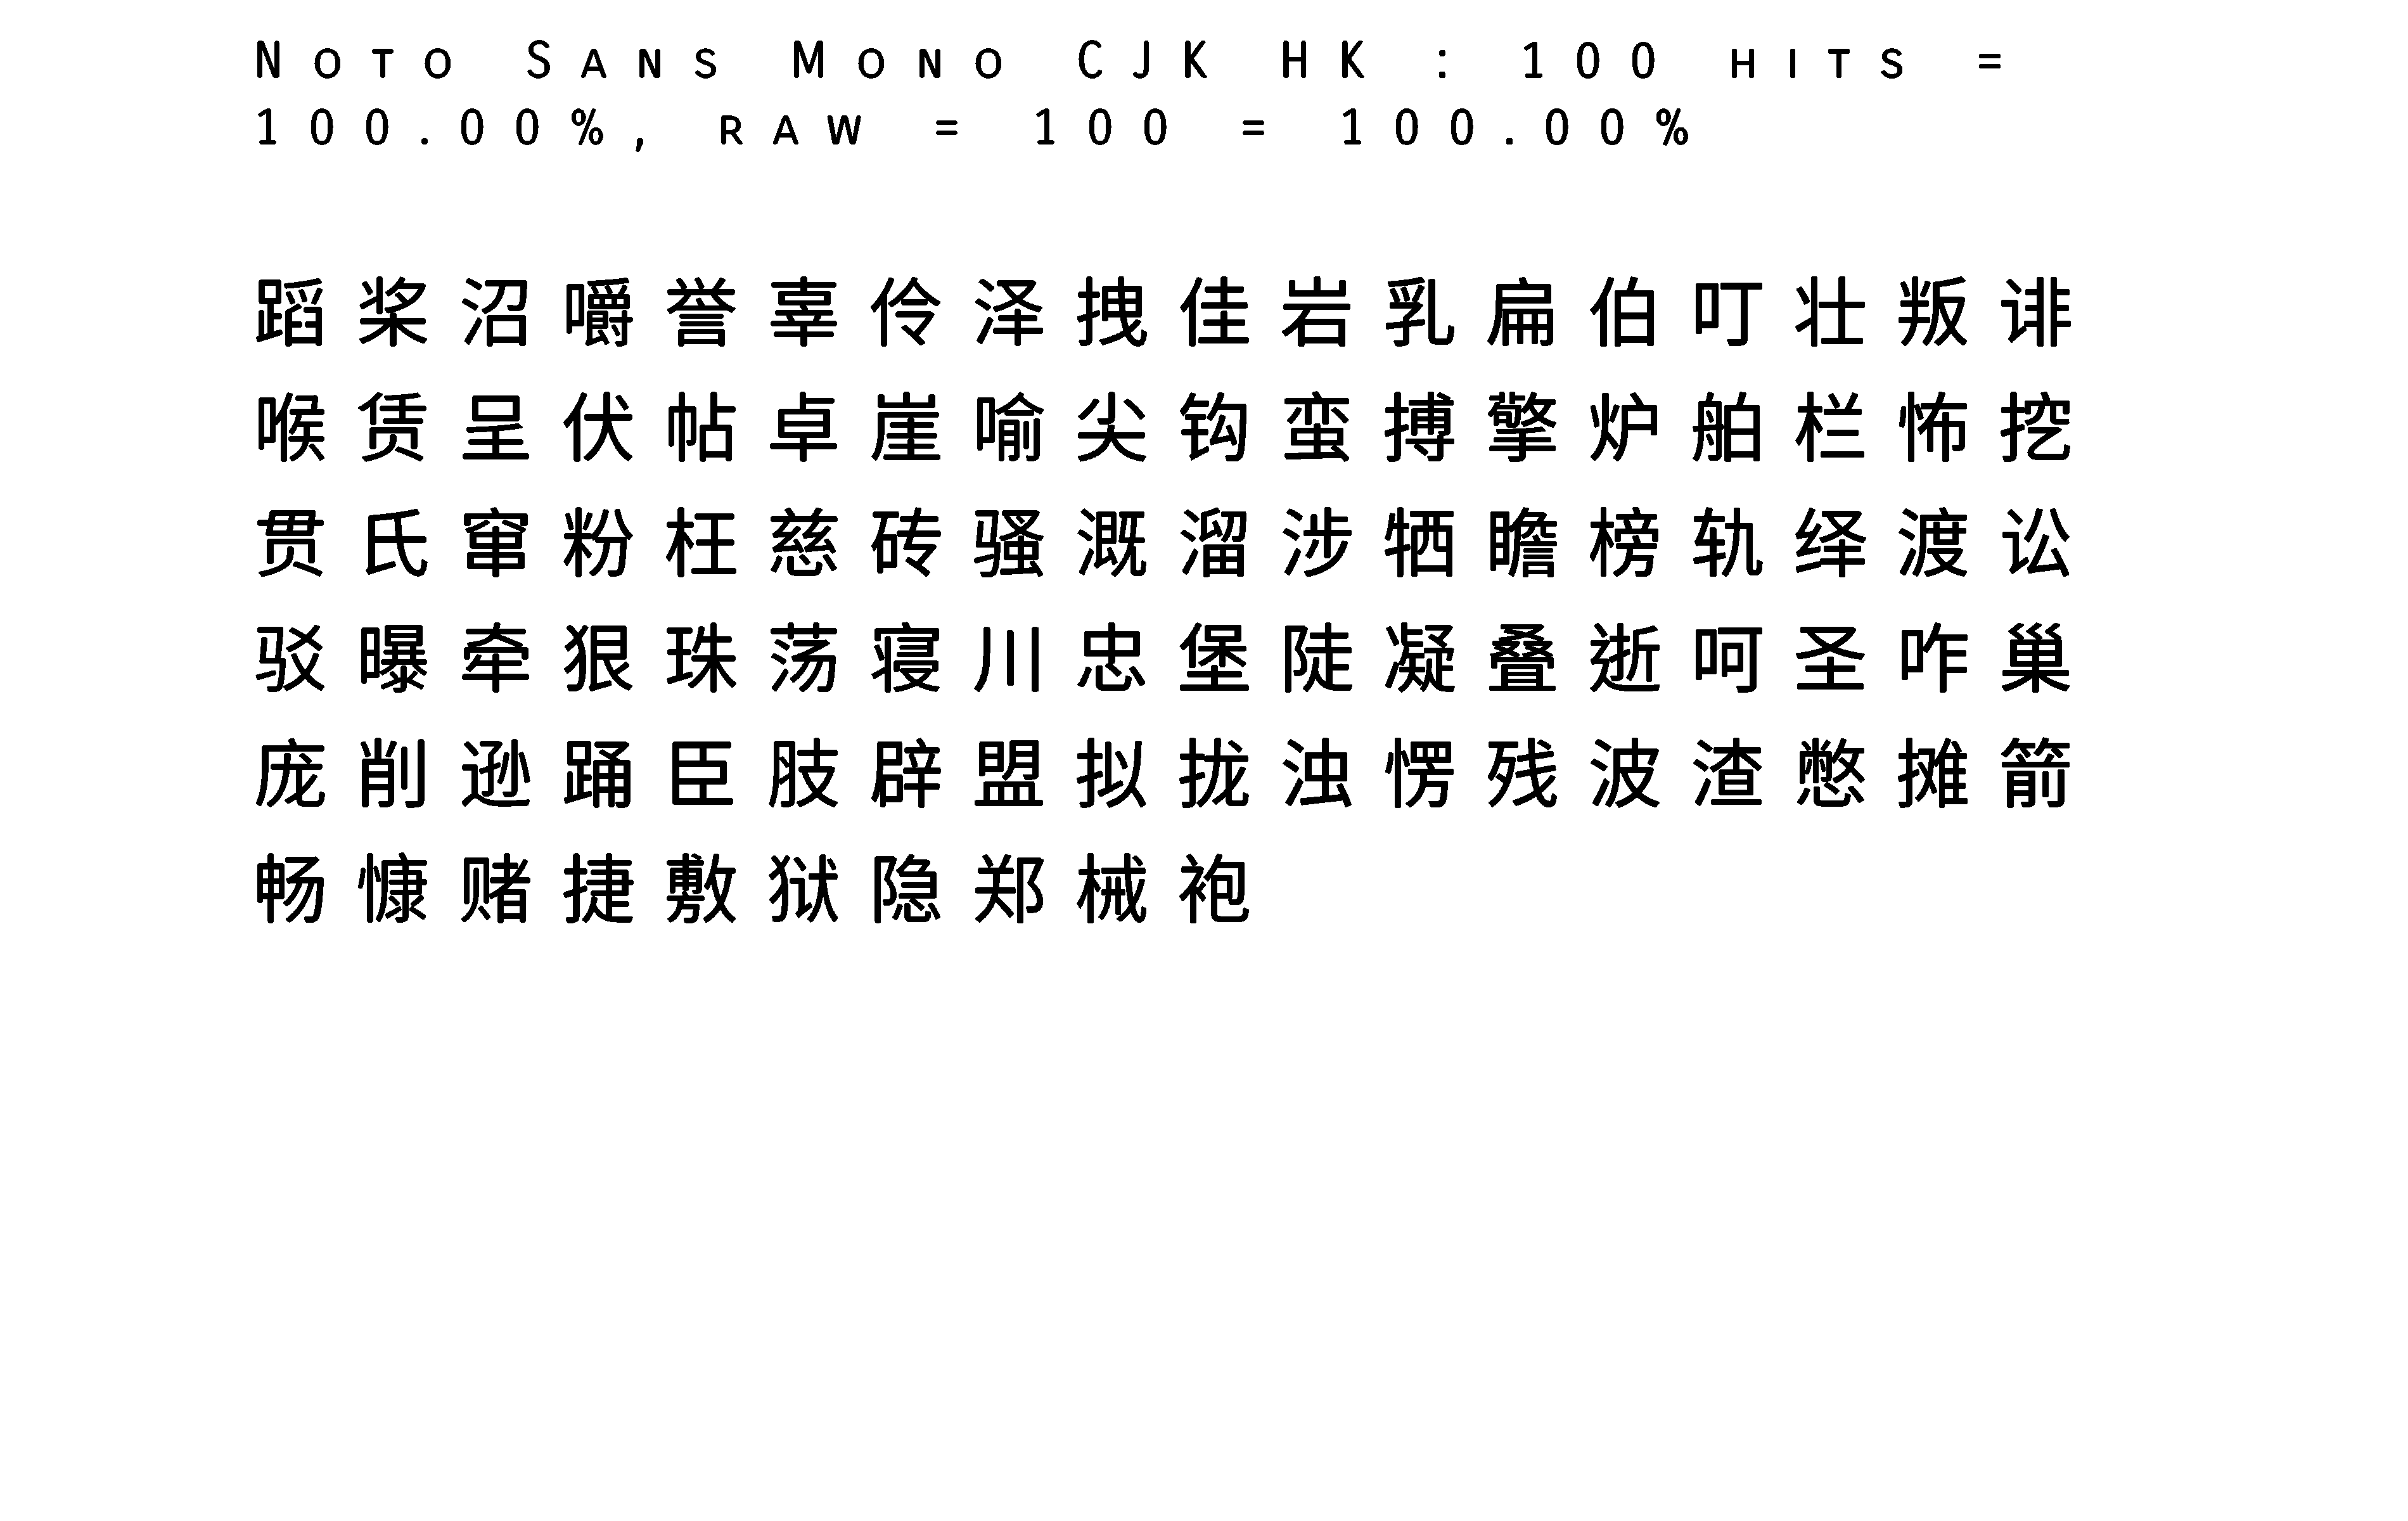 Noto Sans Mono CJK HK : 100 hits =
100.00%, raw = 100 = 100.00%
蹈桨沼嚼誉辜伶泽拽佳岩乳扁伯叮壮叛诽
喉赁呈伏帖卓崖喻尖钩蛮搏擎炉舶栏怖挖
贯氏窜粉枉慈砖骚溉溜涉牺瞻榜轨绎渡讼
驳曝牵狠珠荡寝川忠堡陡凝叠逝呵圣咋巢
庞削逊踊臣肢辟盟拟拢浊愕残波渣憋摊箭
畅慷赌捷敷狱隐郑械袍